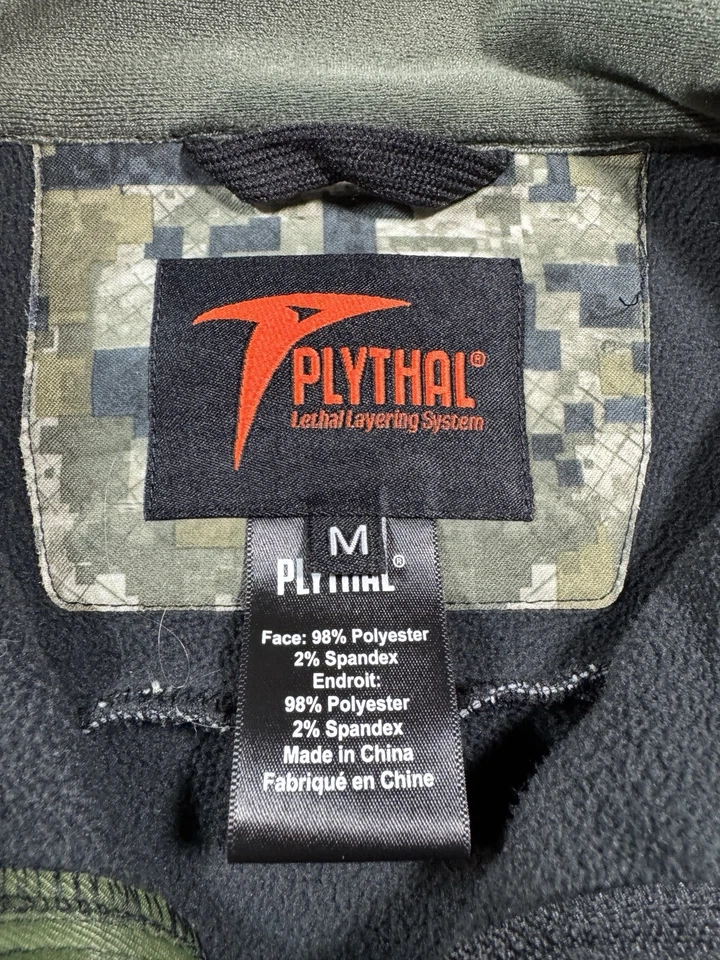 PLYTHAL®
Lethal Layering System
M
PLYTHAL®
Face: 98% Polyester
2% Spandex
Endroit:
98% Polyester
2% Spandex
Made in China
Fabriqué en Chine